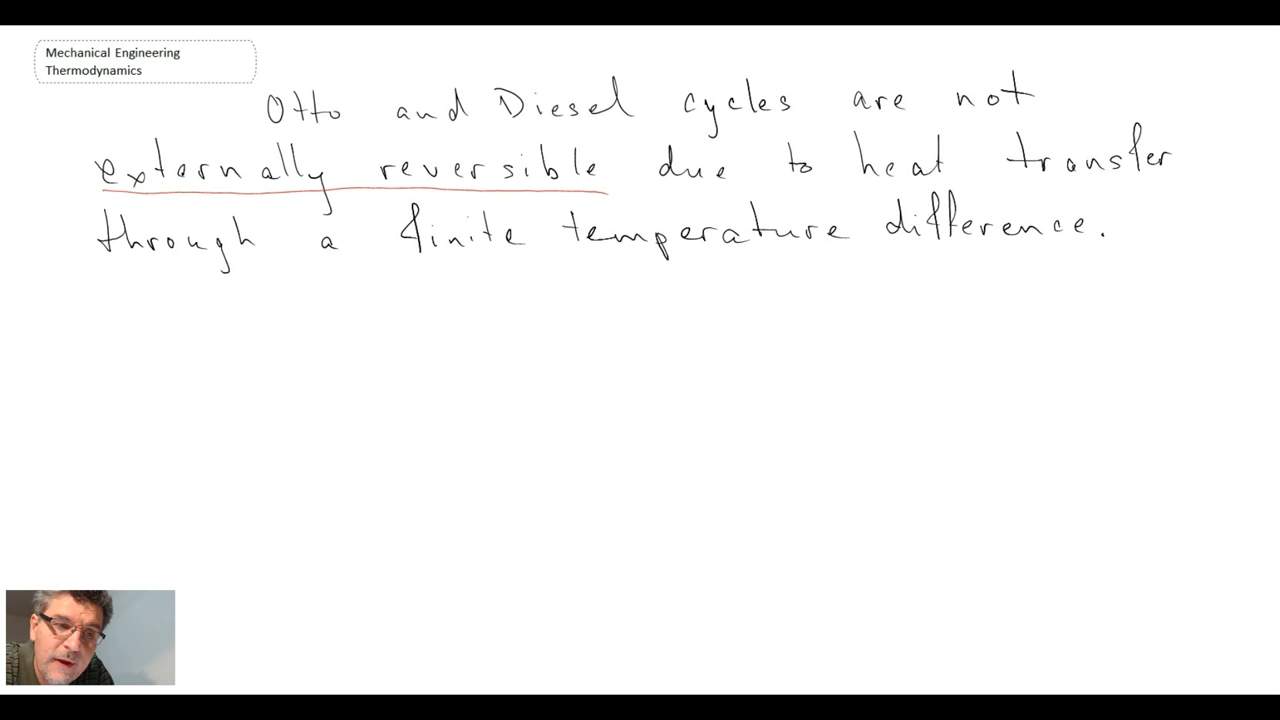 Mechanical Engineering
Thermodynamics
Otto and Diesel cycles are not
externally reversible due to heat transfer
through a finite temperature difference.